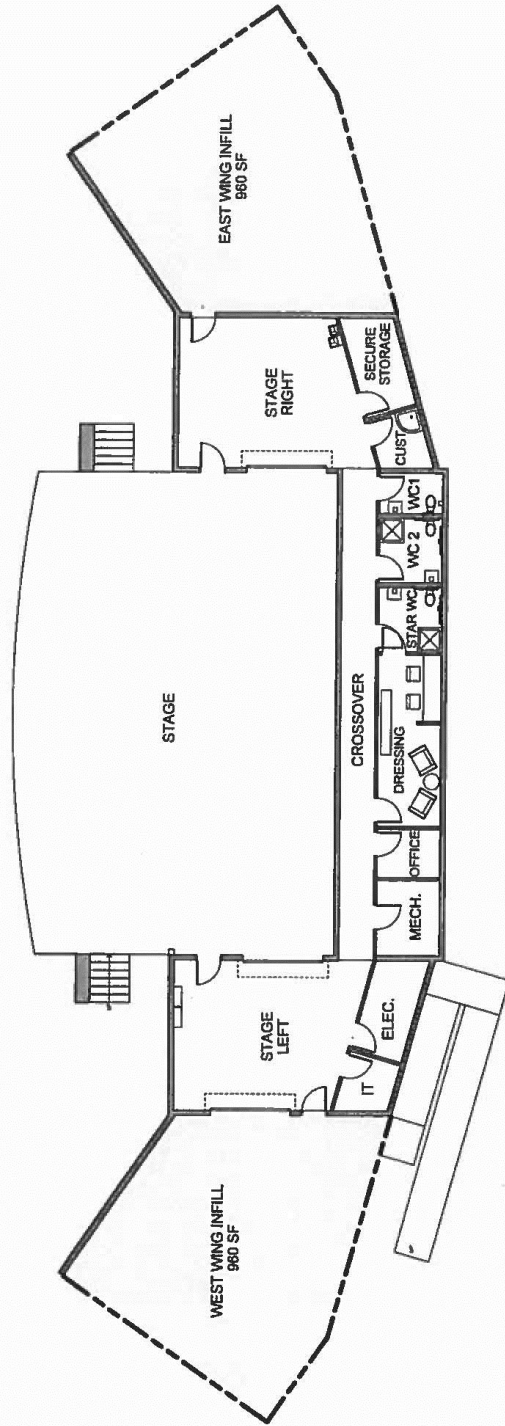 WEST WING INFILL
960 SF
STAGE
LEFT
IT
ELEC.
STAGE
CROSSOVER
MECH.
OFFICE
DRESSING
STAR WC
WC 2
WC1
STAGE
RIGHT
CUST.
SECURE
STORAGE
EAST WING INFILL
960 SF